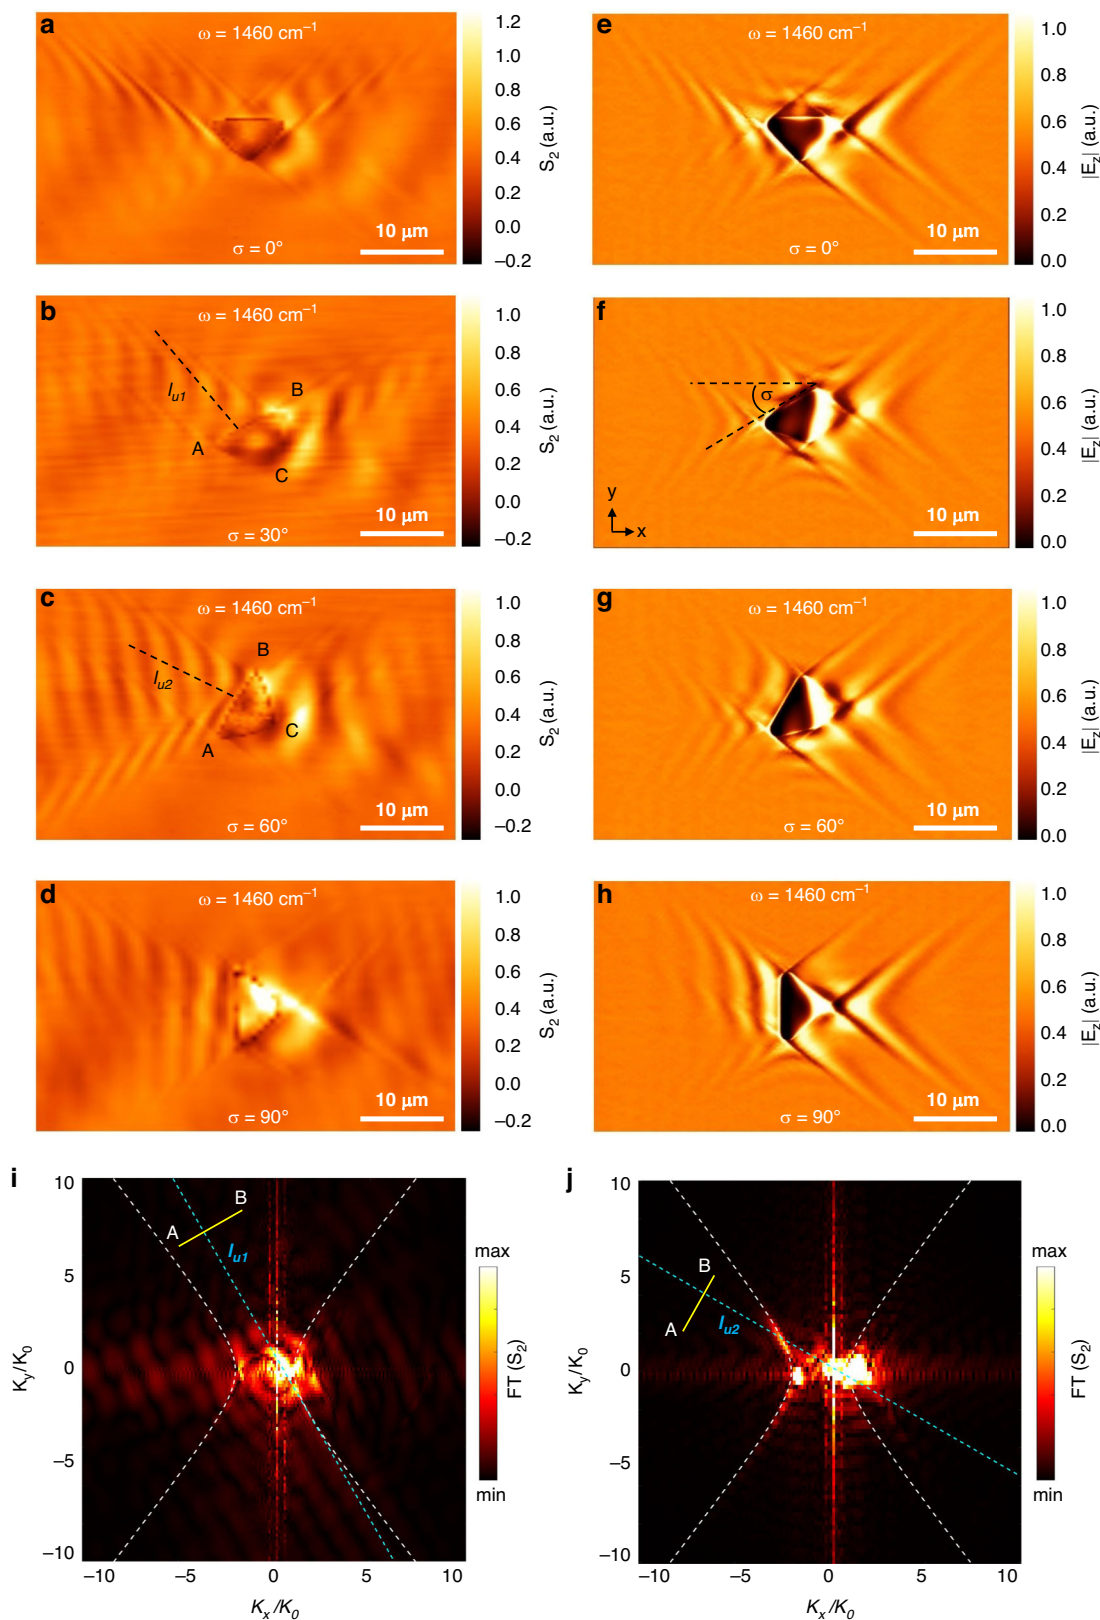 a
ω = 1460 cm⁻¹
σ = 0°
10 μm
1.2
1.0
0.8
0.6
0.4
0.2
0.0
−0.2
S₂ (a.u.)
e
ω = 1460 cm⁻¹
σ = 0°
10 μm
1.0
0.8
0.6
0.4
0.2
0.0
|E_z| (a.u.)
b
ω = 1460 cm⁻¹
l_u1
A
B
C
σ = 30°
10 μm
1.0
0.8
0.6
0.4
0.2
0.0
−0.2
S₂ (a.u.)
f
ω = 1460 cm⁻¹
σ
y
x
10 μm
1.0
0.8
0.6
0.4
0.2
0.0
|E_z| (a.u.)
c
ω = 1460 cm⁻¹
l_u2
B
A
C
σ = 60°
10 μm
1.0
0.8
0.6
0.4
0.2
0.0
−0.2
S₂ (a.u.)
g
ω = 1460 cm⁻¹
σ = 60°
10 μm
1.0
0.8
0.6
0.4
0.2
0.0
|E_z| (a.u.)
d
ω = 1460 cm⁻¹
σ = 90°
10 μm
1.0
0.8
0.6
0.4
0.2
0.0
−0.2
S₂ (a.u.)
h
ω = 1460 cm⁻¹
σ = 90°
10 μm
1.0
0.8
0.6
0.4
0.2
0.0
|E_z| (a.u.)
i
10
5
0
−5
−10
K_y/K₀
A
B
l_u1
−10
−5
0
5
10
K_x/K₀
max
min
FT (S₂)
j
10
5
0
−5
−10
K_y/K₀
A
B
l_u2
−10
−5
0
5
10
K_x/K₀
max
min
FT (S₂)